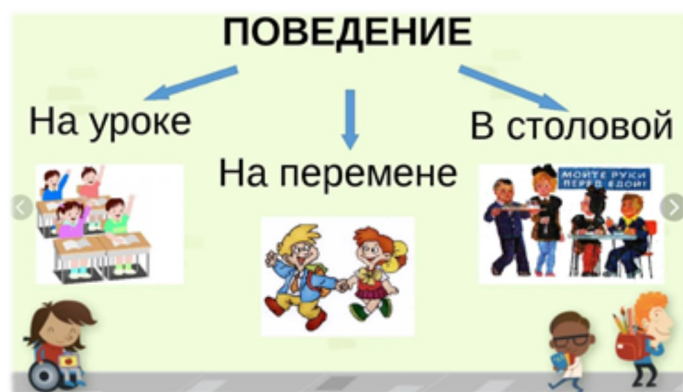 ПОВЕДЕНИЕ
На уроке
В столовой
На перемене
МОЙТЕ РУКИ
ПЕРЕД ЕДОЙ!